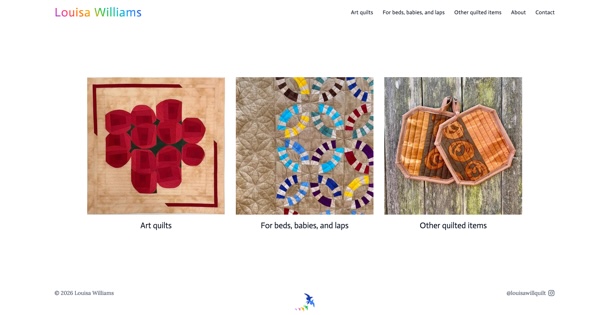 Louisa Williams
Art quilts For beds, babies, and laps Other quilted items About Contact
Art quilts
For beds, babies, and laps
Other quilted items
© 2026 Louisa Williams
@louisawillquilt